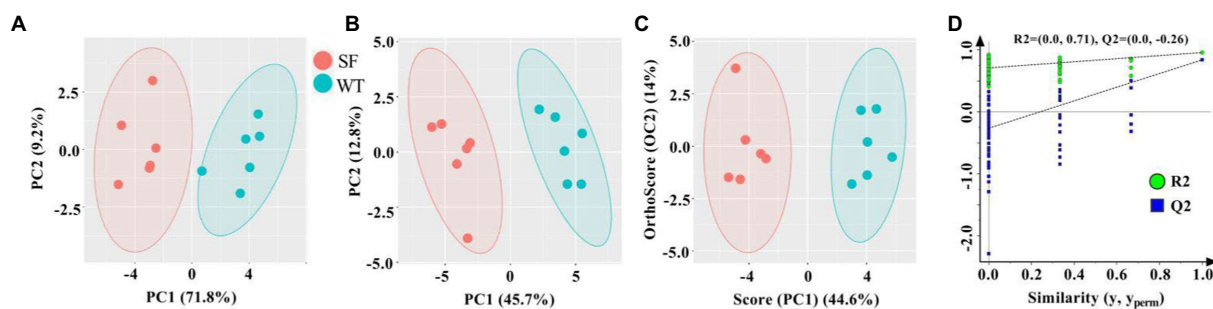 A
PC2 (9.2%)
2.5
0.0
-2.5
-4
0
4
PC1 (71.8%)
SF
WT
B
PC2 (12.8%)
5.0
2.5
0.0
-2.5
-5.0
-5
0
5
PC1 (45.7%)
C
OrthoScore (OC2) (14%)
5.0
2.5
0.0
-2.5
-5.0
-4
0
4
Score (PC1) (44.6%)
D
R2=(0.0, 0.71), Q2=(0.0, -0.26)
1.0
0.0
-1.0
-2.0
R2
Q2
0.0
0.2
0.4
0.6
0.8
1.0
Similarity (y, yperm)